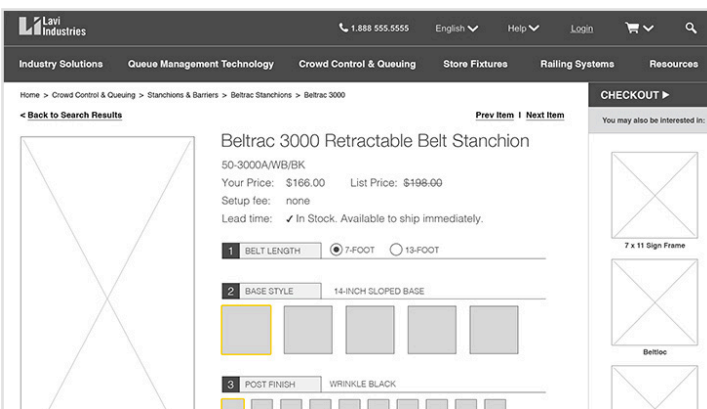 Lavi
Industries
1.888 555.5555
English
Help
Login
Industry Solutions
Queue Management Technology
Crowd Control & Queuing
Store Fixtures
Railing Systems
Resources
Home > Crowd Control & Queuing > Stanchions & Barriers > Beltrac Stanchions > Beltrac 3000
< Back to Search Results
Prev Item | Next Item
Beltrac 3000 Retractable Belt Stanchion
50-3000A/WB/BK
Your Price: $166.00 List Price: $198.00
Setup fee: none
Lead time: ✓ In Stock. Available to ship immediately.
1 BELT LENGTH 7-FOOT 13-FOOT
2 BASE STYLE 14-INCH SLOPED BASE
3 POST FINISH WRINKLE BLACK
CHECKOUT
You may also be interested in:
7 x 11 Sign Frame
Beltloc